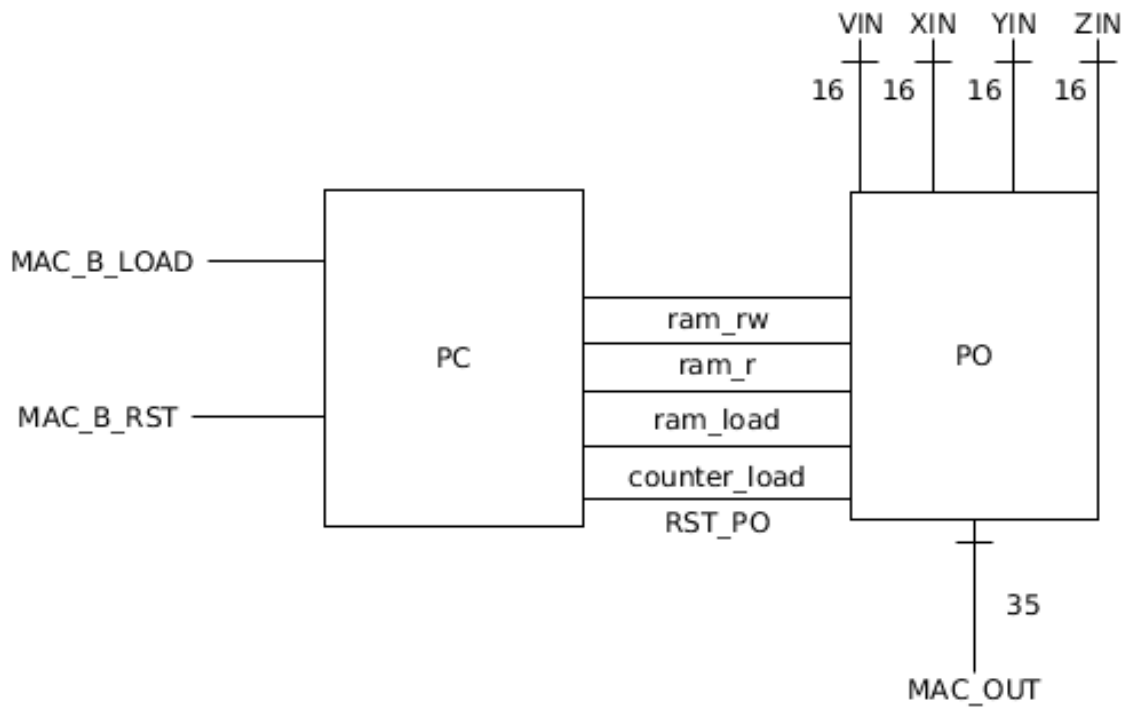 VIN XIN YIN ZIN
16 16 16 16
MAC_B_LOAD
ram_rw
PC
PO
ram_r
MAC_B_RST
ram_load
counter_load
RST_PO
35
MAC_OUT